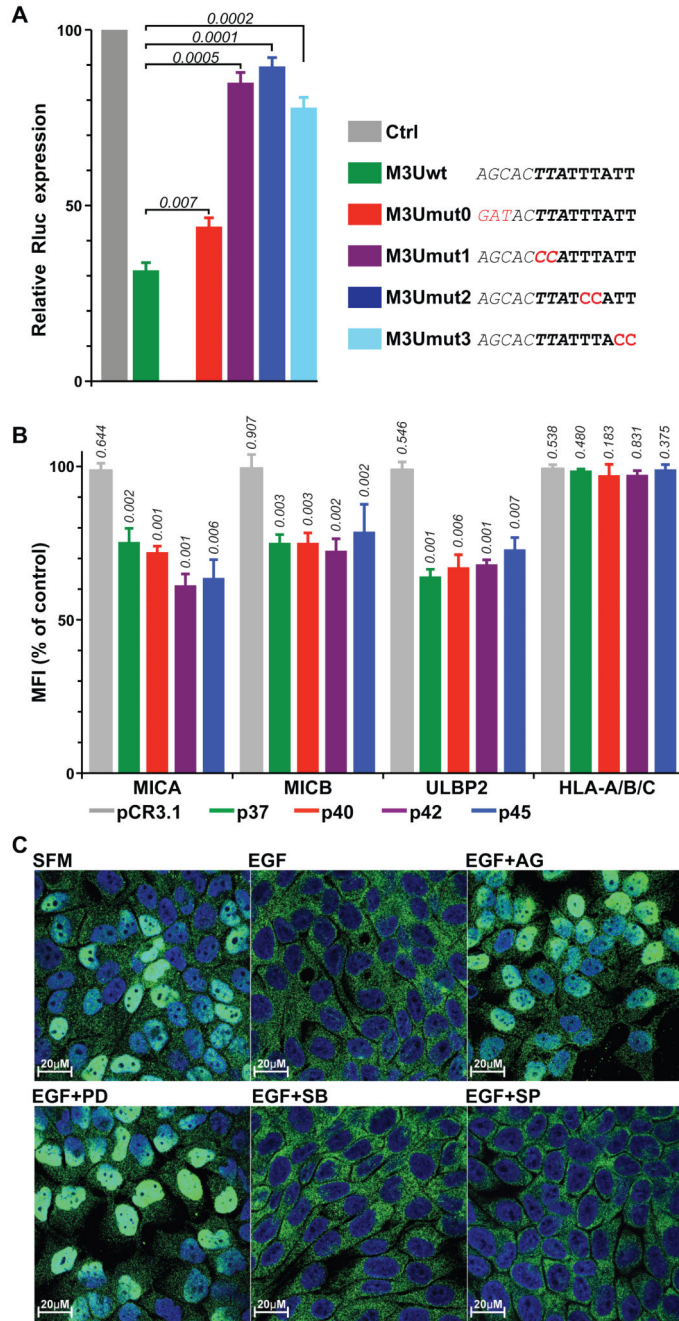 A
0.0002
0.0001
0.0005
0.007
100
50
0
Relative Rluc expression
Ctrl
M3Uwt AGCACTTATTTATT
M3Umut0 GATACTTATTTATT
M3Umut1 AGCACCCATTTATT
M3Umut2 AGCACTTATCCATT
M3Umut3 AGCACTTATTTACC
B
0.644 0.002 0.001 0.001 0.006 0.907 0.003 0.003 0.002 0.002 0.546 0.001 0.006 0.001 0.007 0.538 0.480 0.183 0.831 0.375
100
50
0
MFI (% of control)
MICA MICB ULBP2 HLA-A/B/C
pCR3.1 p37 p40 p42 p45
C
SFM EGF EGF+AG
20µM 20µM 20µM
EGF+PD EGF+SB EGF+SP
20µM 20µM 20µM